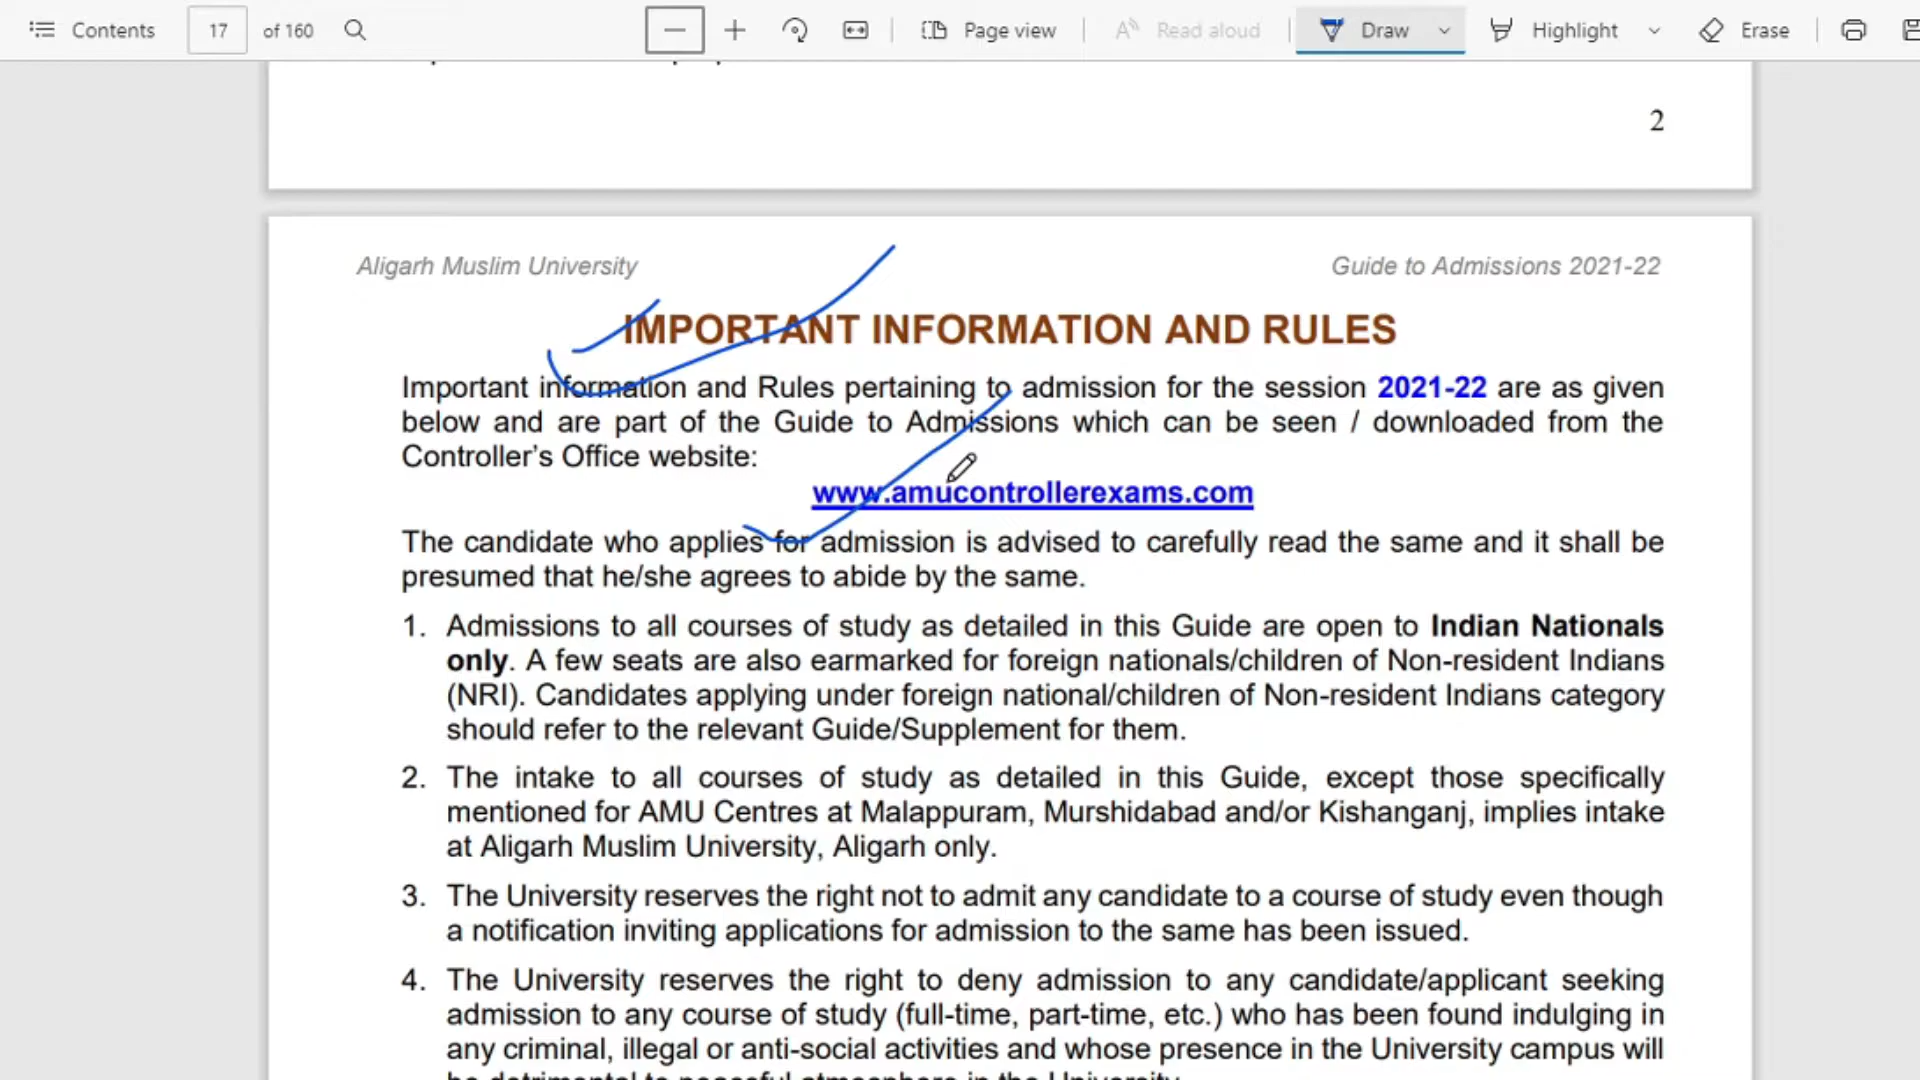 Contents 17 of 160 Page view Read aloud Draw Highlight Erase
2
Aligarh Muslim University Guide to Admissions 2021-22
IMPORTANT INFORMATION AND RULES
Important information and Rules pertaining to admission for the session 2021-22 are as given
below and are part of the Guide to Admissions which can be seen / downloaded from the
Controller's Office website:
www.amucontrollerexams.com
The candidate who applies for admission is advised to carefully read the same and it shall be
presumed that he/she agrees to abide by the same.
1. Admissions to all courses of study as detailed in this Guide are open to Indian Nationals
only. A few seats are also earmarked for foreign nationals/children of Non-resident Indians
(NRI). Candidates applying under foreign national/children of Non-resident Indians category
should refer to the relevant Guide/Supplement for them.
2. The intake to all courses of study as detailed in this Guide, except those specifically
mentioned for AMU Centres at Malappuram, Murshidabad and/or Kishanganj, implies intake
at Aligarh Muslim University, Aligarh only.
3. The University reserves the right not to admit any candidate to a course of study even though
a notification inviting applications for admission to the same has been issued.
4. The University reserves the right to deny admission to any candidate/applicant seeking
admission to any course of study (full-time, part-time, etc.) who has been found indulging in
any criminal, illegal or anti-social activities and whose presence in the University campus will
be detrimental to peaceful atmosphere in the University.